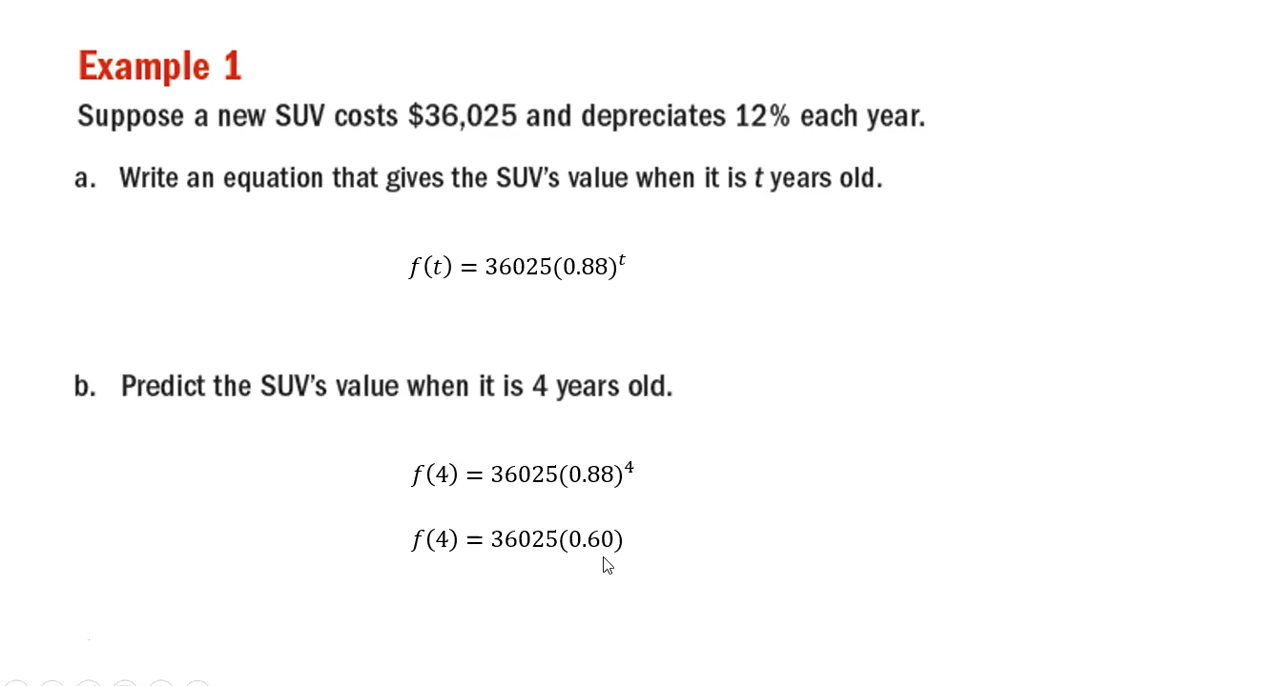 Example 1
Suppose a new SUV costs $36,025 and depreciates 12% each year.
a. Write an equation that gives the SUV's value when it is t years old.
f(t) = 36025(0.88)^t
b. Predict the SUV's value when it is 4 years old.
f(4) = 36025(0.88)^4
f(4) = 36025(0.60)